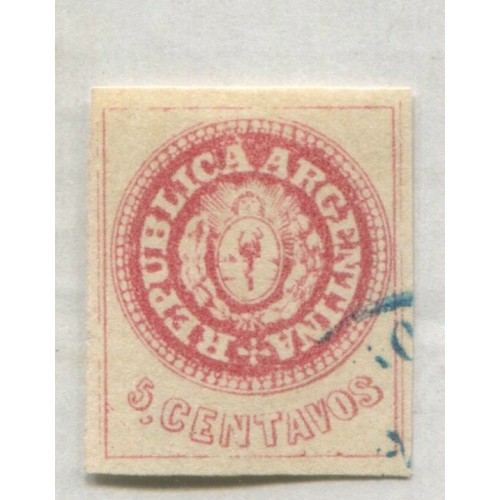 REPUBLICA ARGENTINA
5, CENTAVOS